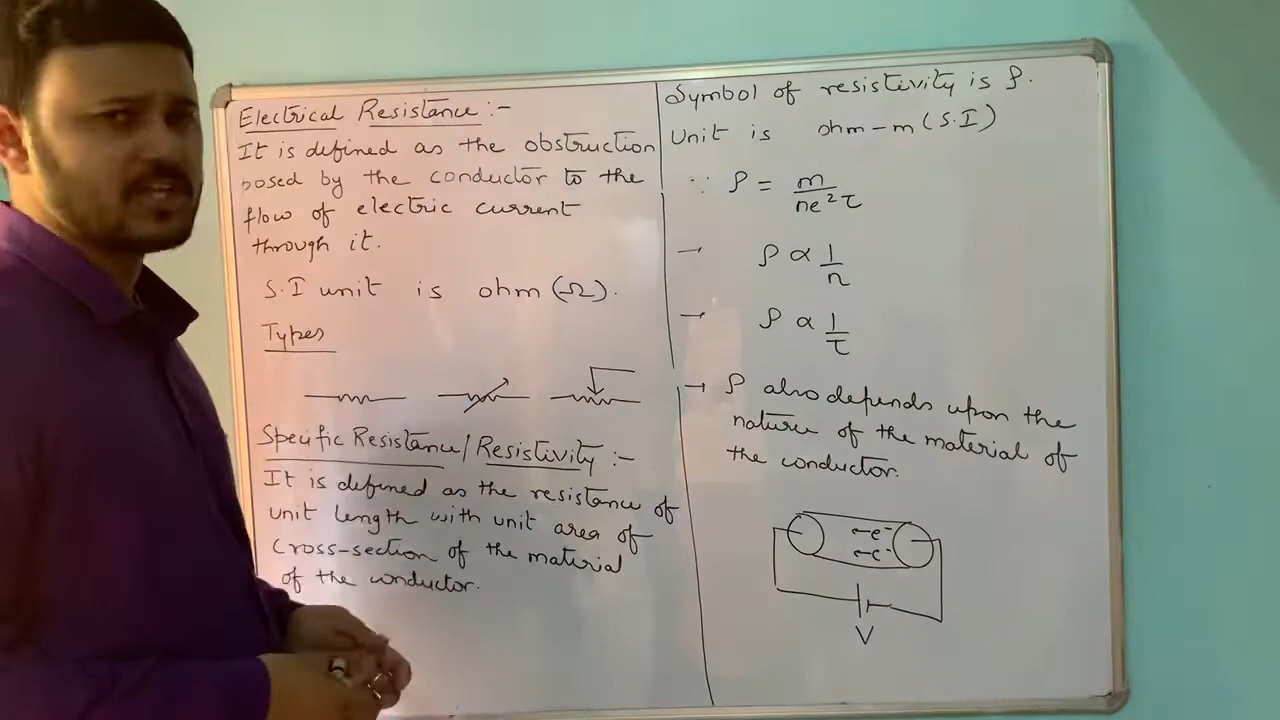 Electrical Resistance :-
It is defined as the obstruction
posed by the conductor to the
flow of electric current
through it.
S.I unit is ohm (Ω).
Types
Specific Resistance/Resistivity :-
It is defined as the resistance of
unit length with unit area of
cross-section of the material
of the conductor.
Symbol of resistivity is ρ.
Unit is ohm-m (S.I)
∵ ρ = m/ne²τ
→ ρ ∝ 1/n
→ ρ ∝ 1/τ
→ ρ also depends upon the
nature of the material of
the conductor.
←e⁻
←e⁻
V